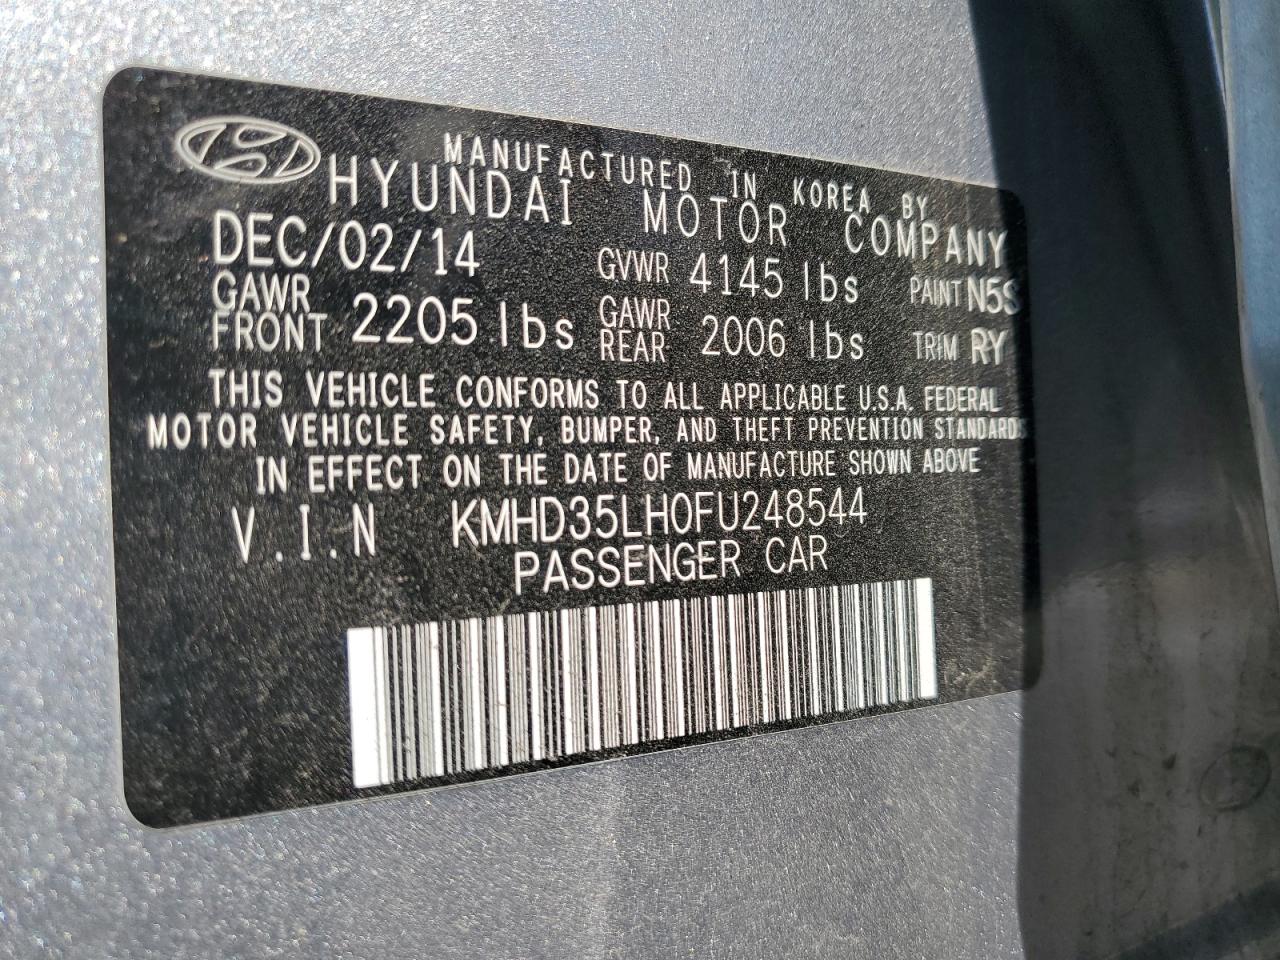 MANUFACTURED IN KOREA BY
HYUNDAI MOTOR COMPANY
DEC/02/14 GVWR 4145 lbs PAINT N5S
GAWR FRONT 2205 lbs GAWR REAR 2006 lbs TRIM RY
THIS VEHICLE CONFORMS TO ALL APPLICABLE U.S.A. FEDERAL
MOTOR VEHICLE SAFETY, BUMPER, AND THEFT PREVENTION STANDARDS
IN EFFECT ON THE DATE OF MANUFACTURE SHOWN ABOVE
V.I.N KMHD35LH0FU248544
PASSENGER CAR